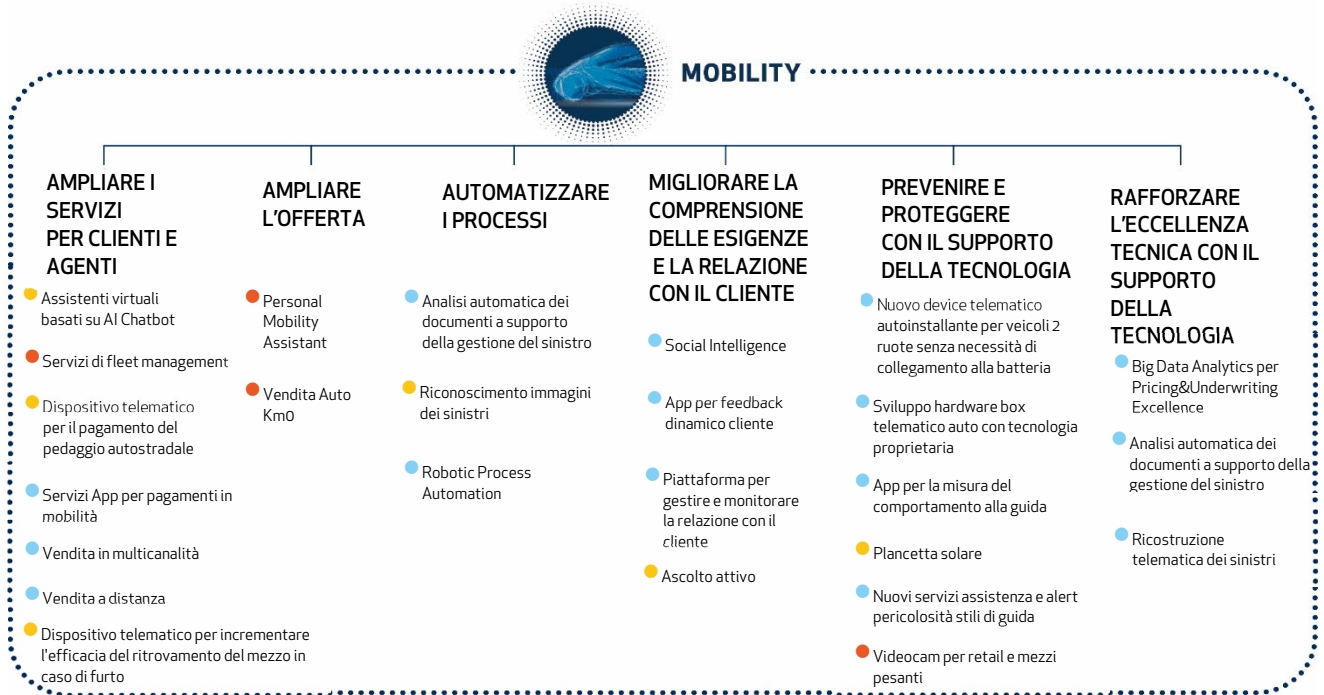 MOBILITY
AMPLIARE I
SERVIZI
PER CLIENTI E
AGENTI
Assistenti virtuali
basati su AI Chatbot
Servizi di fleet management
Dispositivo telematico
per il pagamento del
pedaggio autostradale
Servizi App per pagamenti in
mobilità
Vendita in multicanalità
Vendita a distanza
Dispositivo telematico per incrementare
l'efficacia del ritrovamento del mezzo in
caso di furto
AMPLIARE
L'OFFERTA
Personal
Mobility
Assistant
Vendita Auto
Km0
AUTOMATIZZARE
I PROCESSI
Analisi automatica dei
documenti a supporto
della gestione del sinistro
Riconoscimento immagini
dei sinistri
Robotic Process
Automation
MIGLIORARE LA
COMPRENSIONE
DELLE ESIGENZE
E LA RELAZIONE
CON IL CLIENTE
Social Intelligence
App per feedback
dinamico cliente
Piattaforma per
gestire e monitorare
la relazione con il
cliente
Ascolto attivo
PREVENIRE E
PROTEGGERE
CON IL SUPPORTO
DELLA TECNOLOGIA
Nuovo device telematico
autoinstallante per veicoli 2
ruote senza necessità di
collegamento alla batteria
Sviluppo hardware box
telematico auto con tecnologia
proprietaria
App per la misura del
comportamento alla guida
Plancetta solare
Nuovi servizi assistenza e alert
pericolosità stili di guida
Videocam per retail e mezzi
pesanti
RAFFORZARE
L'ECCELLENZA
TECNICA CON IL
SUPPORTO
DELLA
TECNOLOGIA
Big Data Analytics per
Pricing&Underwriting
Excellence
Analisi automatica dei
documenti a supporto della
gestione del sinistro
Ricostruzione
telematica dei sinistri